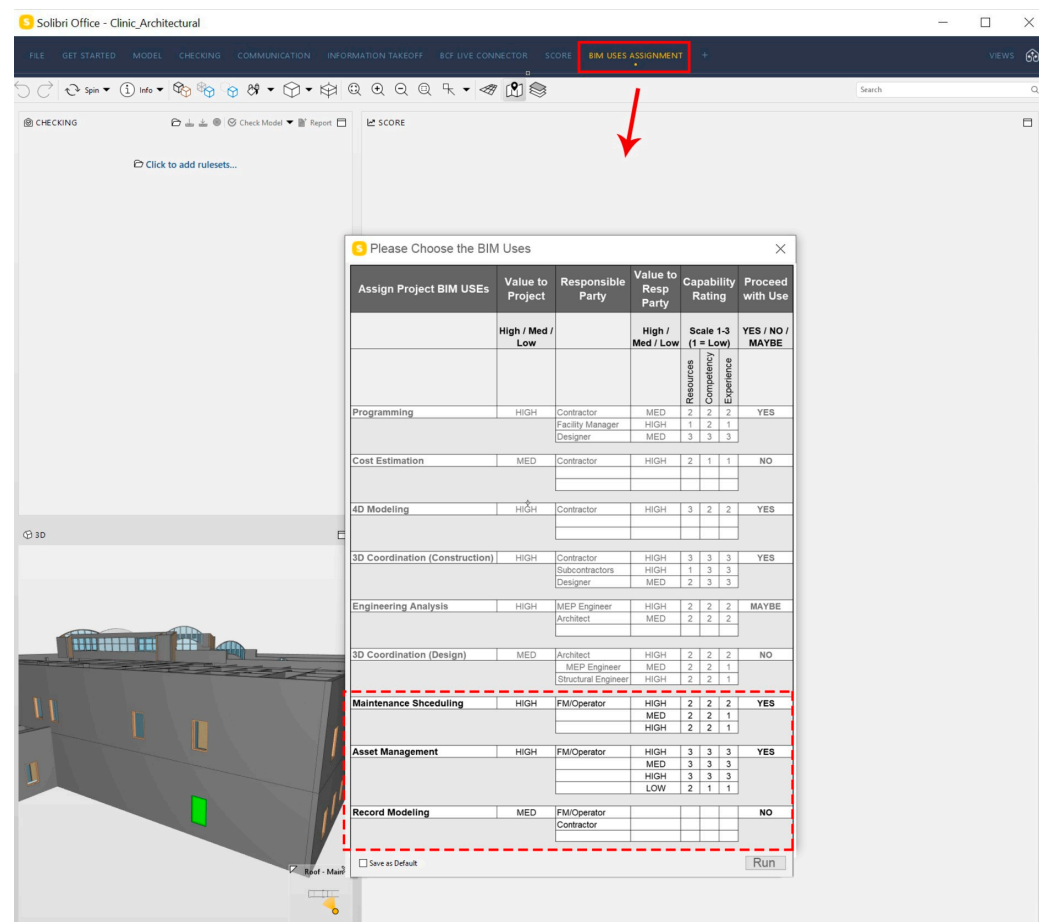 Solibri Office - Clinic_Architectural
FILE GET STARTED MODEL CHECKING COMMUNICATION INFORMATION TAKEOFF BCF LIVE CONNECTOR SCORE BIM USES ASSIGNMENT + VIEWS
Spin Info Search
CHECKING Check Model Report SCORE
Click to add rulesets...
Please Choose the BIM Uses
Assign Project BIM USEs Value to Project Responsible Party Value to Resp Party Capability Rating Proceed with Use
High / Med / Low High / Med / Low Scale 1-3 (1 = Low) YES / NO / MAYBE
Resources Competency Experience
Programming HIGH Contractor MED 2 2 2 YES
Facility Manager HIGH 1 2 1
Designer MED 3 3 3
Cost Estimation MED Contractor HIGH 2 1 1 NO
4D Modeling HIGH Contractor HIGH 3 2 2 YES
3D
3D Coordination (Construction) HIGH Contractor HIGH 3 3 3 YES
Subcontractors HIGH 1 3 3
Designer MED 2 3 3
Engineering Analysis HIGH MEP Engineer HIGH 2 2 2 MAYBE
Architect MED 2 2 2
3D Coordination (Design) MED Architect HIGH 2 2 2 NO
MEP Engineer MED 2 2 1
Structural Engineer HIGH 2 2 1
Maintenance Shceduling HIGH FM/Operator HIGH 2 2 2 YES
MED 2 2 1
HIGH 2 2 1
Asset Management HIGH FM/Operator HIGH 3 3 3 YES
MED 3 3 3
HIGH 3 3 3
LOW 2 1 1
Record Modeling MED FM/Operator NO
Contractor
Save as Default Run
Roof - Main